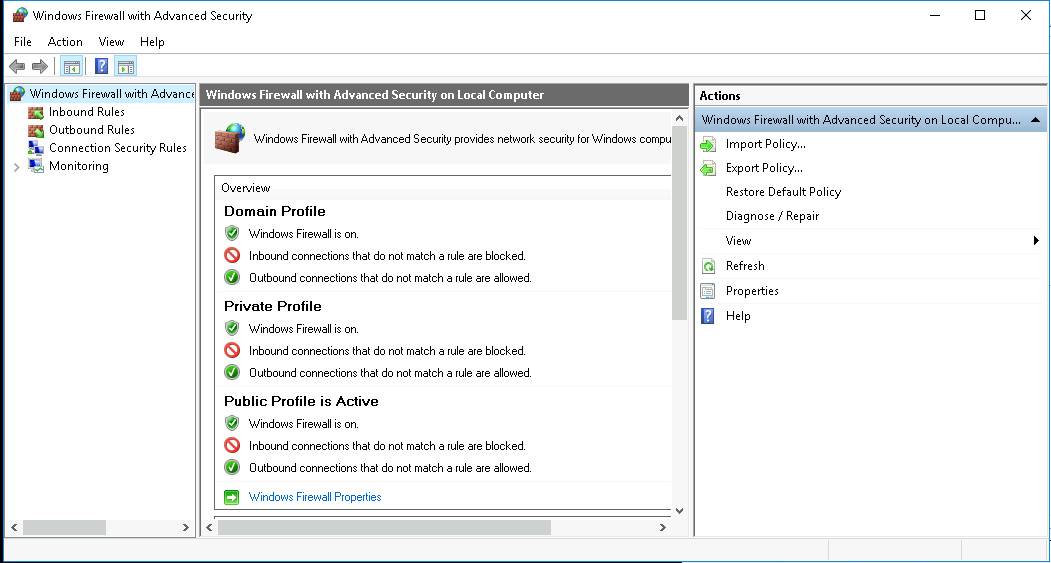 Windows Firewall with Advanced Security
File Action View Help
Windows Firewall with Advance
Inbound Rules
Outbound Rules
Connection Security Rules
Monitoring
Windows Firewall with Advanced Security on Local Computer
Windows Firewall with Advanced Security provides network security for Windows compu
Overview
Domain Profile
Windows Firewall is on.
Inbound connections that do not match a rule are blocked.
Outbound connections that do not match a rule are allowed.
Private Profile
Windows Firewall is on.
Inbound connections that do not match a rule are blocked.
Outbound connections that do not match a rule are allowed.
Public Profile is Active
Windows Firewall is on.
Inbound connections that do not match a rule are blocked.
Outbound connections that do not match a rule are allowed.
Windows Firewall Properties
Actions
Windows Firewall with Advanced Security on Local Compu...
Import Policy...
Export Policy...
Restore Default Policy
Diagnose / Repair
View
Refresh
Properties
Help